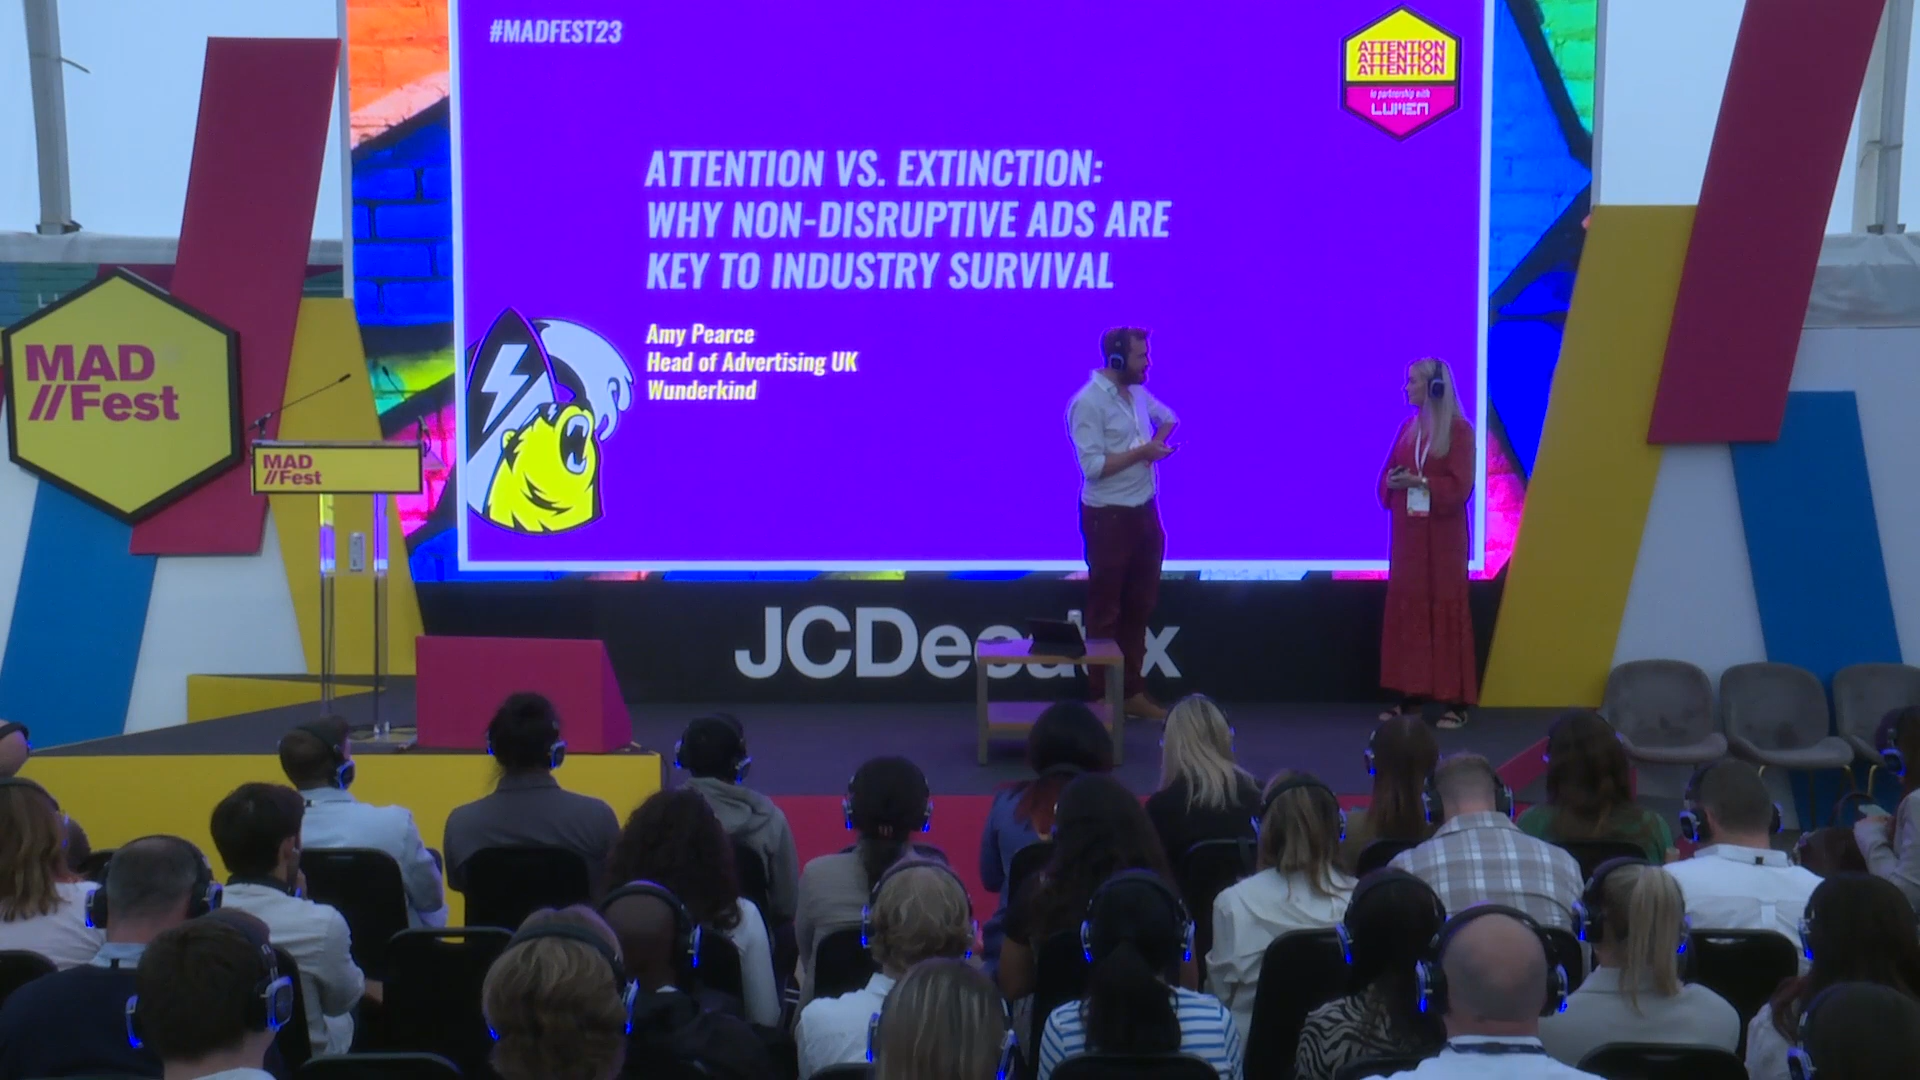 #MADFEST23
ATTENTION
ATTENTION
ATTENTION
in partnership with
LUMEN
ATTENTION VS. EXTINCTION:
WHY NON-DISRUPTIVE ADS ARE
KEY TO INDUSTRY SURVIVAL
Amy Pearce
Head of Advertising UK
Wunderkind
MAD
//Fest
MAD
//Fest
JCDecaux